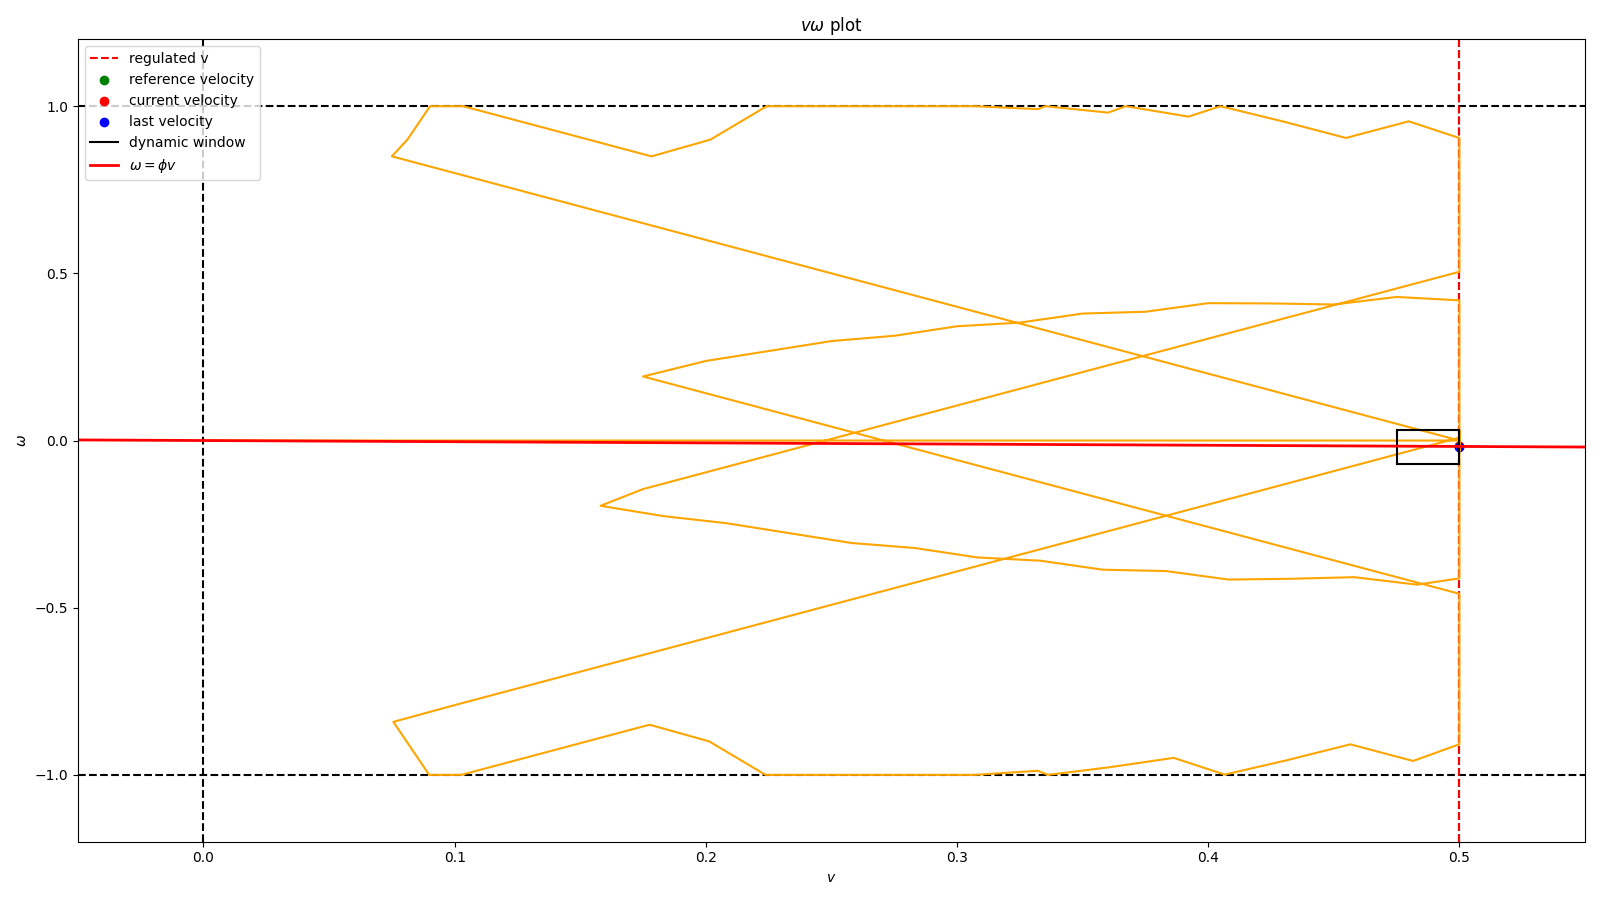 vω plot
regulated v
reference velocity
current velocity
last velocity
dynamic window
ω = ϕv
1.0
0.5
0.0
−0.5
−1.0
ω
0.0 0.1 0.2 0.3 0.4 0.5
v